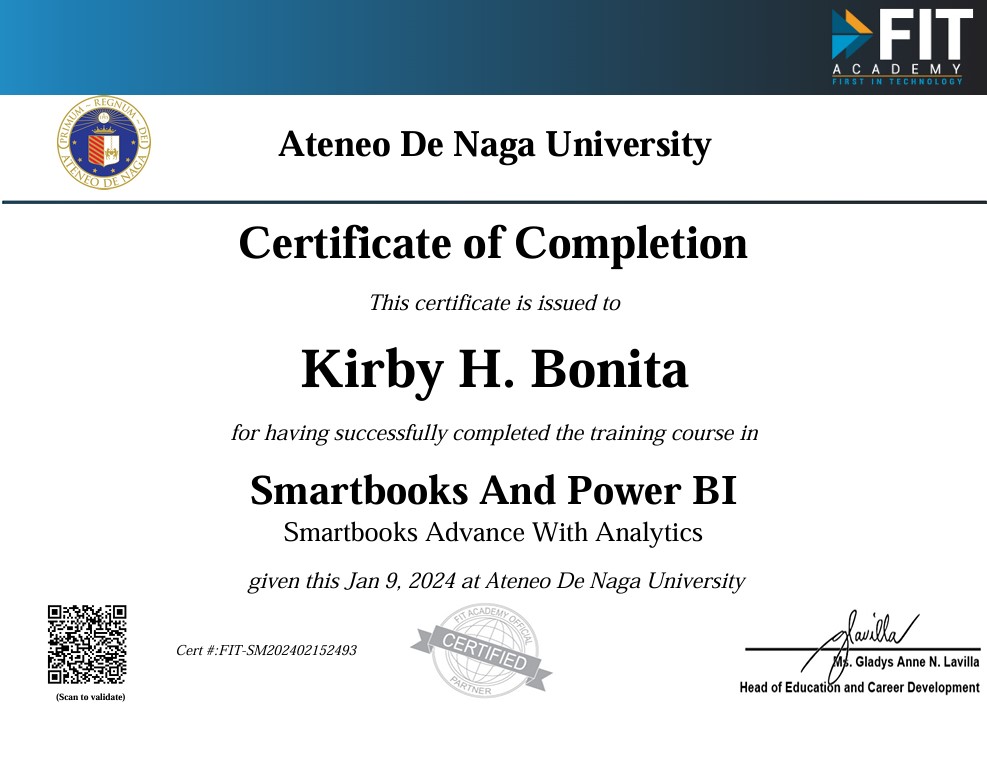 FIT
ACADEMY
FIRST IN TECHNOLOGY
PRIMUM ~ REGNUM ~ DEI
ATENEO DE NAGA
Ateneo De Naga University
Certificate of Completion
This certificate is issued to
Kirby H. Bonita
for having successfully completed the training course in
Smartbooks And Power BI
Smartbooks Advance With Analytics
given this Jan 9, 2024 at Ateneo De Naga University
(Scan to validate)
Cert #:FIT-SM202402152493
FIT ACADEMY OFFICIAL
CERTIFIED
PARTNER
glavilla
Ms. Gladys Anne N. Lavilla
Head of Education and Career Development